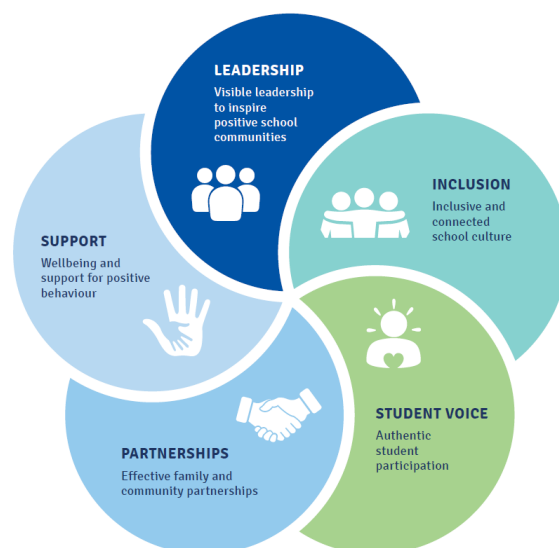 LEADERSHIP
Visible leadership
to inspire
positive school
communities
INCLUSION
Inclusive and
connected
school culture
STUDENT VOICE
Authentic
student
participation
PARTNERSHIPS
Effective family and
community partnerships
SUPPORT
Wellbeing and
support for positive
behaviour